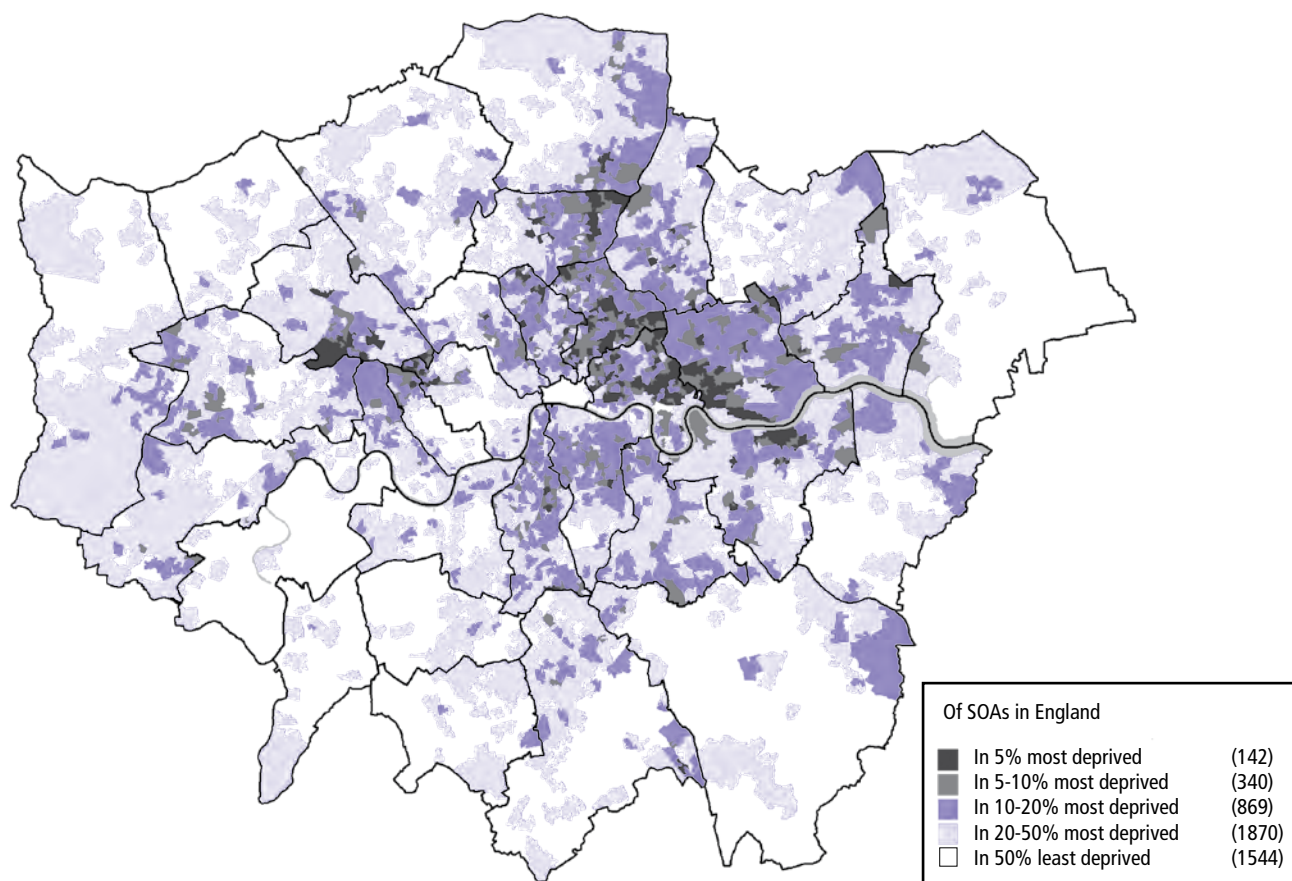 Of SOAs in England
In 5% most deprived (142)
In 5-10% most deprived (340)
In 10-20% most deprived (869)
In 20-50% most deprived (1870)
In 50% least deprived (1544)